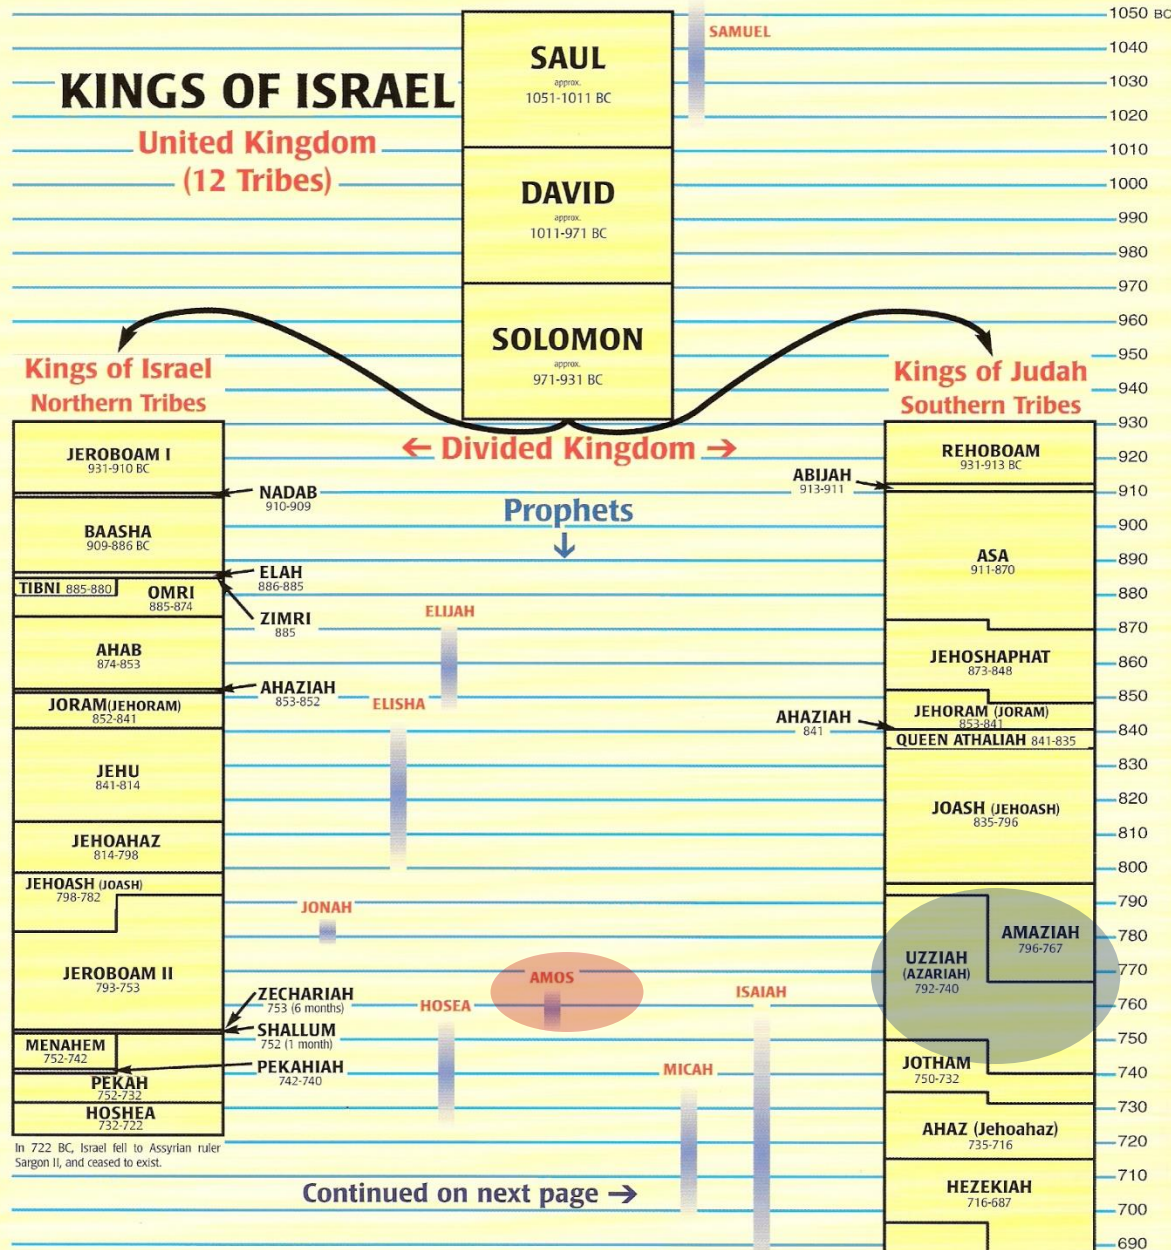 KINGS OF ISRAEL
United Kingdom
(12 Tribes)
SAUL
approx.
1051-1011 BC
SAMUEL
DAVID
approx.
1011-971 BC
SOLOMON
approx.
971-931 BC
1050 BC
1040
1030
1020
1010
1000
990
980
970
960
950
940
930
920
910
900
890
880
870
860
850
840
830
820
810
800
790
780
770
760
750
740
730
720
710
700
690
Kings of Israel
Northern Tribes
JEROBOAM I
931-910 BC
NADAB
910-909
BAASHA
909-886 BC
ELAH
886-885
TIBNI 885-880
OMRI
885-874
ZIMRI
885
AHAB
874-853
AHAZIAH
853-852
JORAM(JEHORAM)
852-841
JEHU
841-814
JEHOAHAZ
814-798
JEHOASH (JOASH)
798-782
JEROBOAM II
793-753
ZECHARIAH
753 (6 months)
SHALLUM
752 (1 month)
MENAHEM
752-742
PEKAHIAH
742-740
PEKAH
752-732
HOSHEA
732-722
In 722 BC, Israel fell to Assyrian ruler
Sargon II, and ceased to exist.
← Divided Kingdom →
Prophets
↓
ELIJAH
ELISHA
JONAH
AMOS
HOSEA
ISAIAH
MICAH
Continued on next page →
Kings of Judah
Southern Tribes
REHOBOAM
931-913 BC
ABIJAH
913-911
ASA
911-870
JEHOSHAPHAT
873-848
JEHORAM (JORAM)
853-841
AHAZIAH
841
QUEEN ATHALIAH 841-835
JOASH (JEHOASH)
835-796
AMAZIAH
796-767
UZZIAH
(AZARIAH)
792-740
JOTHAM
750-732
AHAZ (Jehoahaz)
735-716
HEZEKIAH
716-687